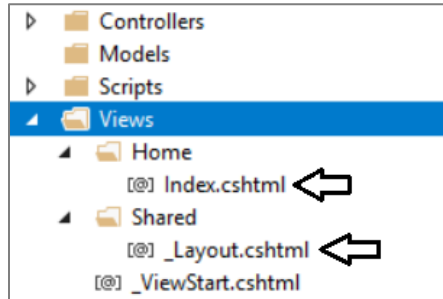 Controllers
Models
Scripts
Views
Home
[@] Index.cshtml
Shared
[@] _Layout.cshtml
[@] _ViewStart.cshtml